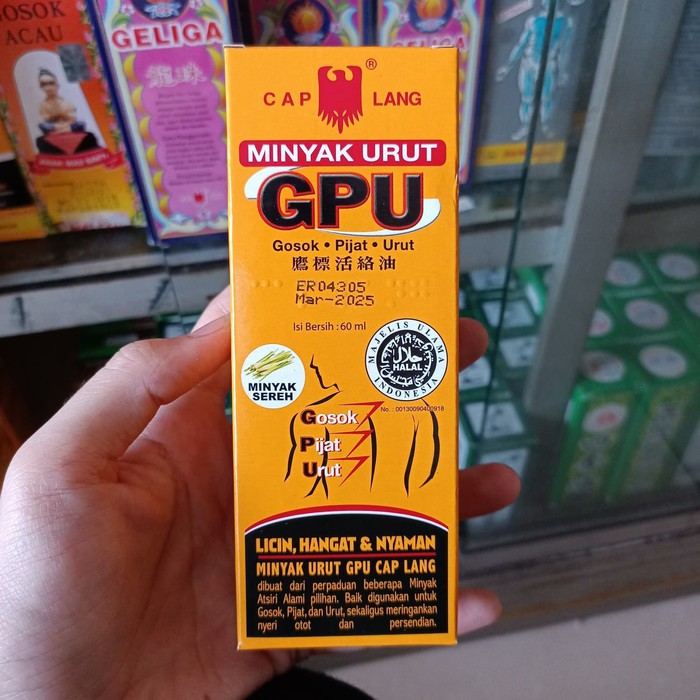 GOSOK
ACAU
GELIGA
CAP LANG
®
MINYAK URUT
GPU
Gosok • Pijat • Urut
鷹標活絡油
ER04305
Mar-2025
Isi Bersih : 60 ml
MINYAK
SEREH
MAJELIS ULAMA
HALAL
INDONESIA
No. : 00130090400918
Gosok
Pijat
Urut
LICIN, HANGAT & NYAMAN
MINYAK URUT GPU CAP LANG
dibuat dari perpaduan beberapa Minyak
Atsiri Alami pilihan. Baik digunakan untuk
Gosok, Pijat, dan Urut, sekaligus meringankan
nyeri otot dan persendian.